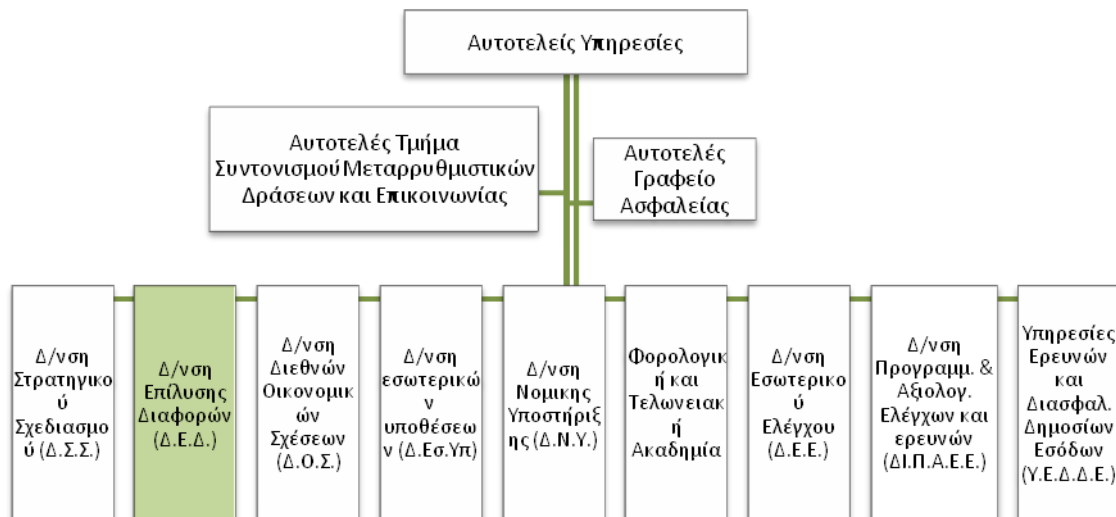 Αυτοτελείς Υπηρεσίες
Αυτοτελές Τμήμα
Συντονισμού Μεταρρυθμιστικών
Δράσεων και Επικοινωνίας
Αυτοτελές
Γραφείο
Ασφαλείας
Δ/νση
Στρατηγικο
ύ
Σχεδιασμο
ύ (Δ.Σ.Σ.)
Δ/νση
Επίλυσης
Διαφορών
(Δ.Ε.Δ.)
Δ/νση
Διεθνών
Οικονομικ
ών
Σχέσεων
(Δ.Ο.Σ.)
Δ/νση
εσωτερικώ
ν
υποθέσεω
ν (Δ.Εσ.Υπ)
Δ/νση
Νομικης
Υποστήριξ
ης (Δ.Ν.Υ.)
Φορολογικ
ή και
Τελωνειακ
ή
Ακαδημία
Δ/νση
Εσωτερικο
ύ
Ελέγχου
(Δ.Ε.Ε.)
Δ/νση
Προγραμμ. &
Αξιολογ.
Ελέγχων και
ερευνών
(ΔΙ.Π.Α.Ε.Ε.)
Υπηρεσίες
Ερευνών
και
Διασφαλ.
Δημοσίων
Εσόδων
(Υ.Ε.Δ.Δ.Ε.)